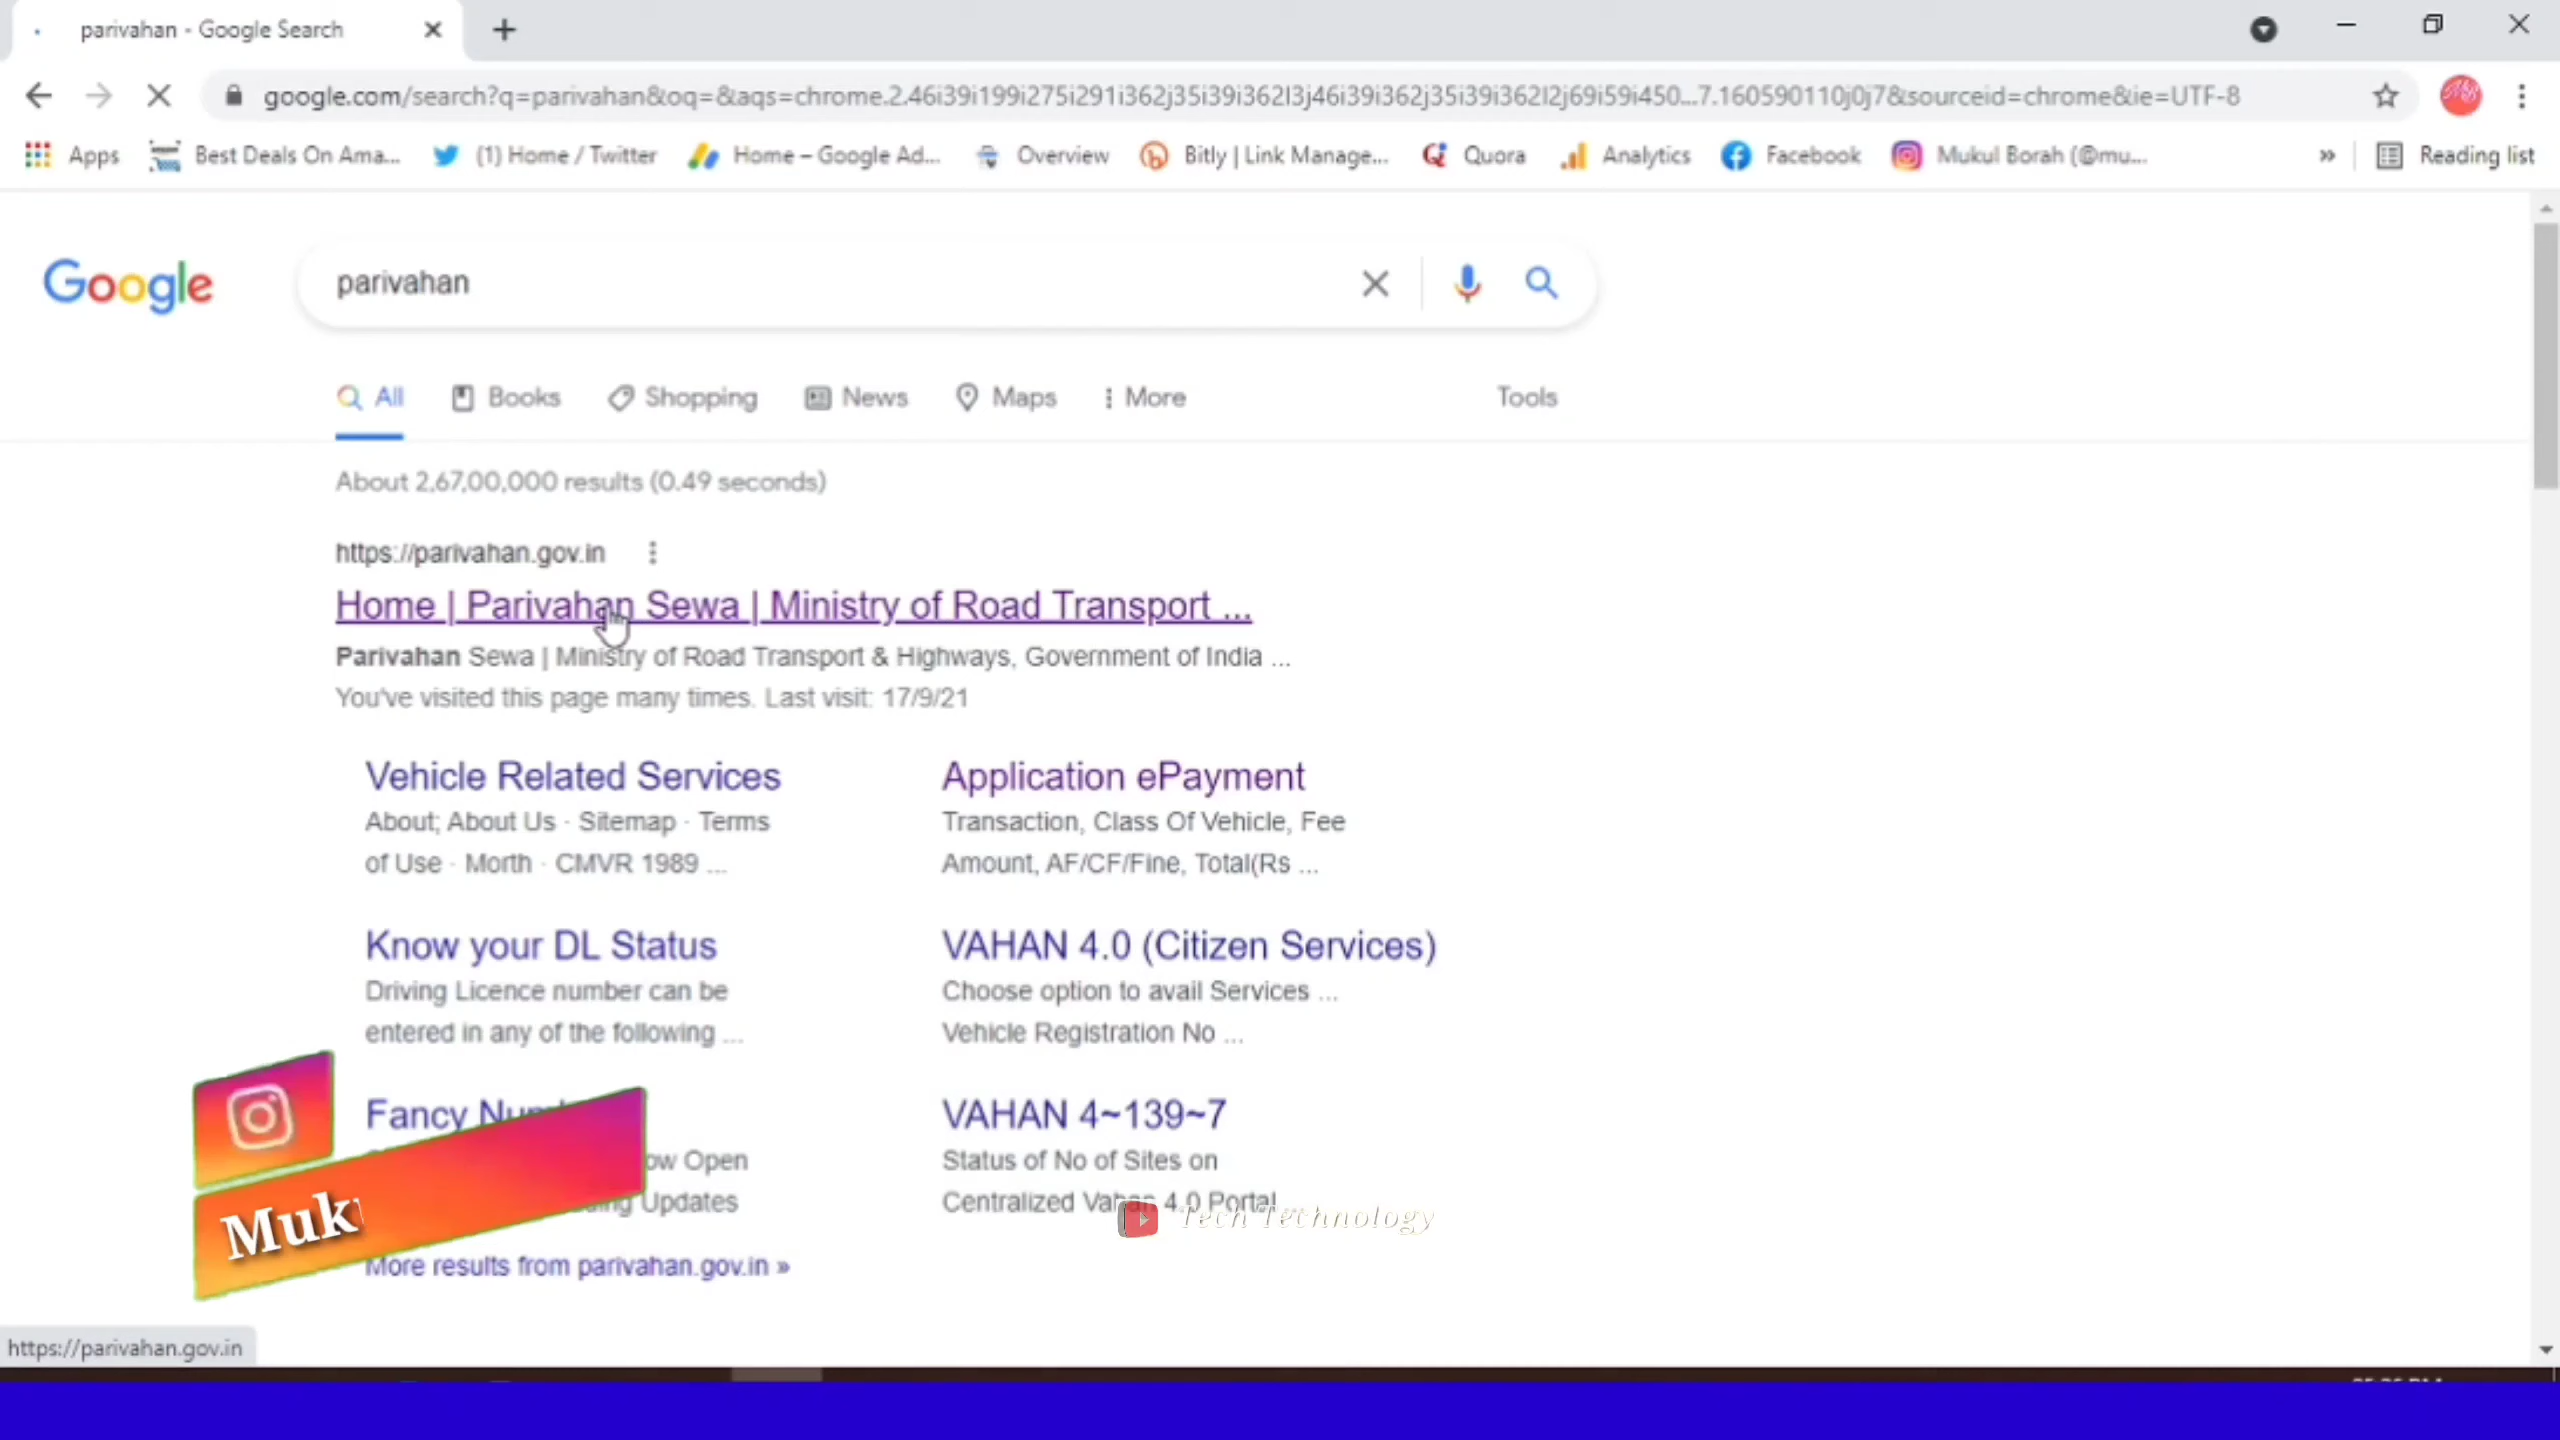 parivahan - Google Search
google.com/search?q=parivahan&oq=&aqs=chrome.2.46i39i199i275i291i362j35i39i362l3j46i39i362j35i39i362l2j69i59i450...7.160590110j0j7&sourceid=chrome&ie=UTF-8
Apps Best Deals On Ama... (1) Home / Twitter Home – Google Ad... Overview Bitly | Link Manage... Quora Analytics Facebook Mukul Borah (@mu... » Reading list
Google parivahan
All Books Shopping News Maps More Tools
About 2,67,00,000 results (0.49 seconds)
https://parivahan.gov.in
Home | Parivahan Sewa | Ministry of Road Transport ...
Parivahan Sewa | Ministry of Road Transport & Highways, Government of India ...
You've visited this page many times. Last visit: 17/9/21
Vehicle Related Services
About; About Us · Sitemap · Terms
of Use · Morth · CMVR 1989 ...
Application ePayment
Transaction, Class Of Vehicle, Fee
Amount, AF/CF/Fine, Total(Rs ...
Know your DL Status
Driving Licence number can be
entered in any of the following ...
VAHAN 4.0 (Citizen Services)
Choose option to avail Services ...
Vehicle Registration No ...
Fancy
Open
Updates
VAHAN 4~139~7
Status of No of Sites on
Centralized Vahan 4.0 Portal
Muk
Tech Technology
More results from parivahan.gov.in »
https://parivahan.gov.in